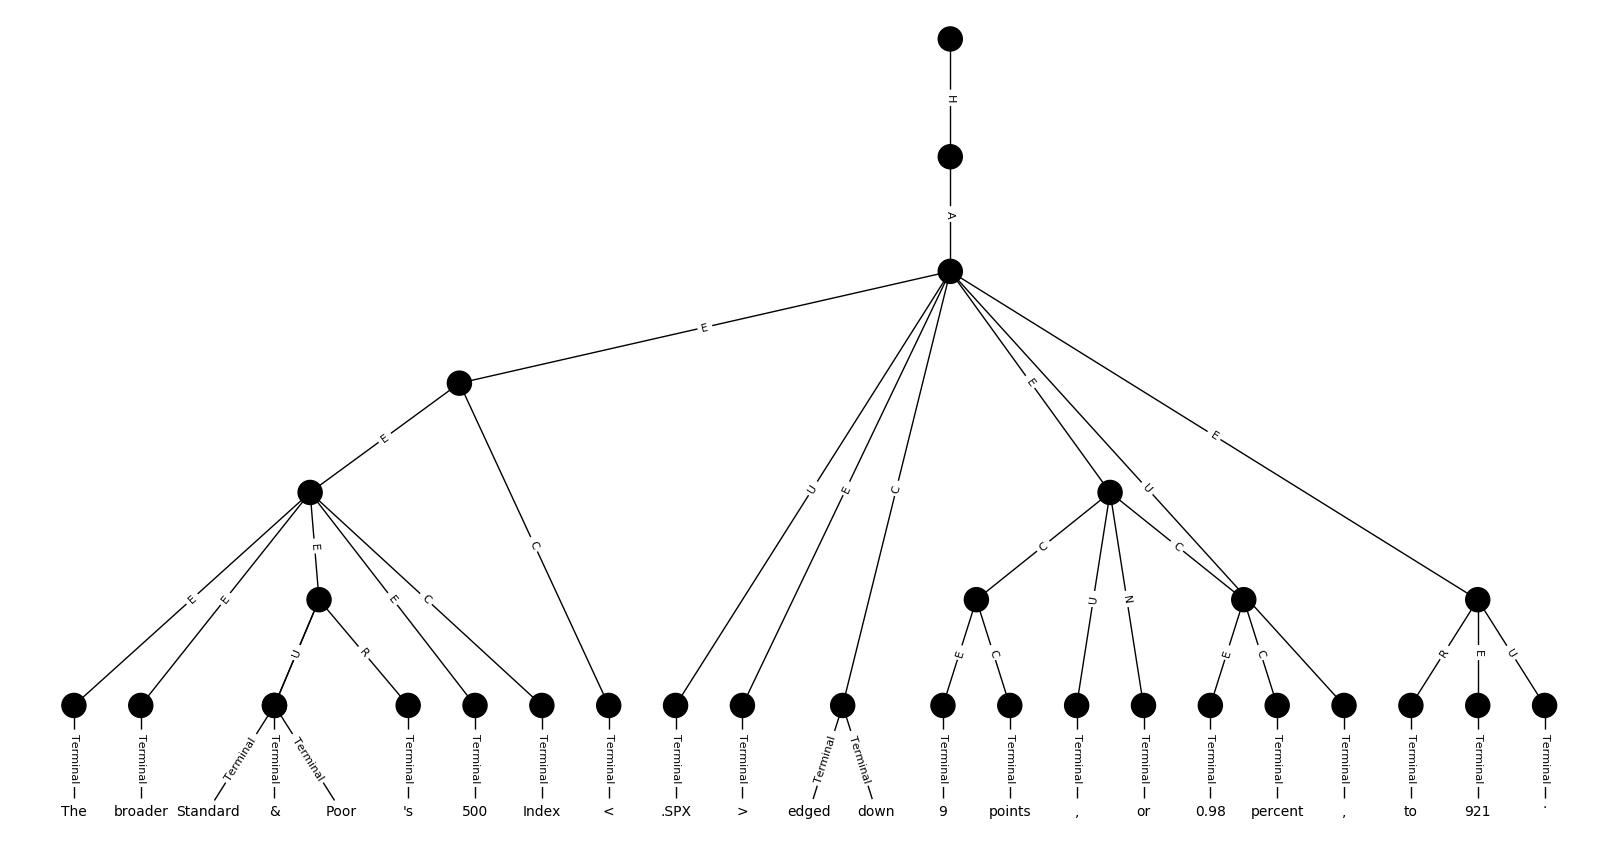 H
A
E
E
U E C E U E
E E E E C C C U N C
U R E C E C R E U
Terminal Terminal Terminal Terminal Terminal Terminal Terminal Terminal Terminal Terminal Terminal Terminal Terminal Terminal Terminal Terminal Terminal Terminal Terminal Terminal Terminal Terminal Terminal
The broader Standard & Poor 's 500 Index < .SPX > edged down 9 points , or 0.98 percent , to 921 .